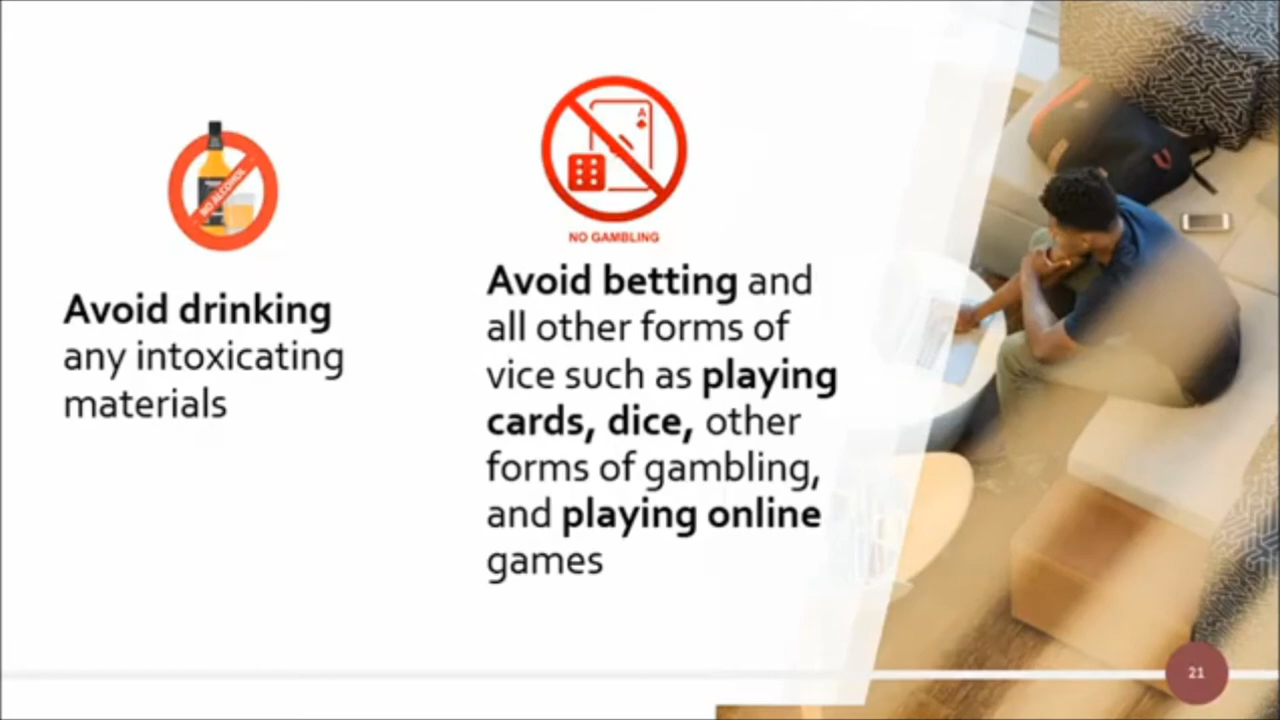 NO ALCOHOL
Avoid drinking
any intoxicating
materials
A
NO GAMBLING
Avoid betting and
all other forms of
vice such as playing
cards, dice, other
forms of gambling,
and playing online
games
21